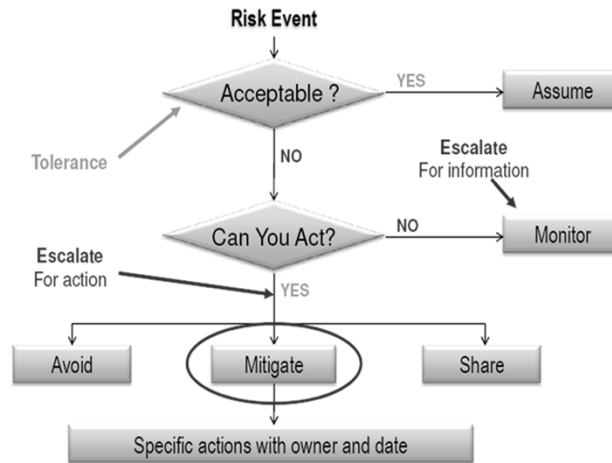 Risk Event
Acceptable ?
YES
Assume
Tolerance
NO
Escalate
For information
Can You Act?
NO
Monitor
Escalate
For action
YES
Avoid
Mitigate
Share
Specific actions with owner and date